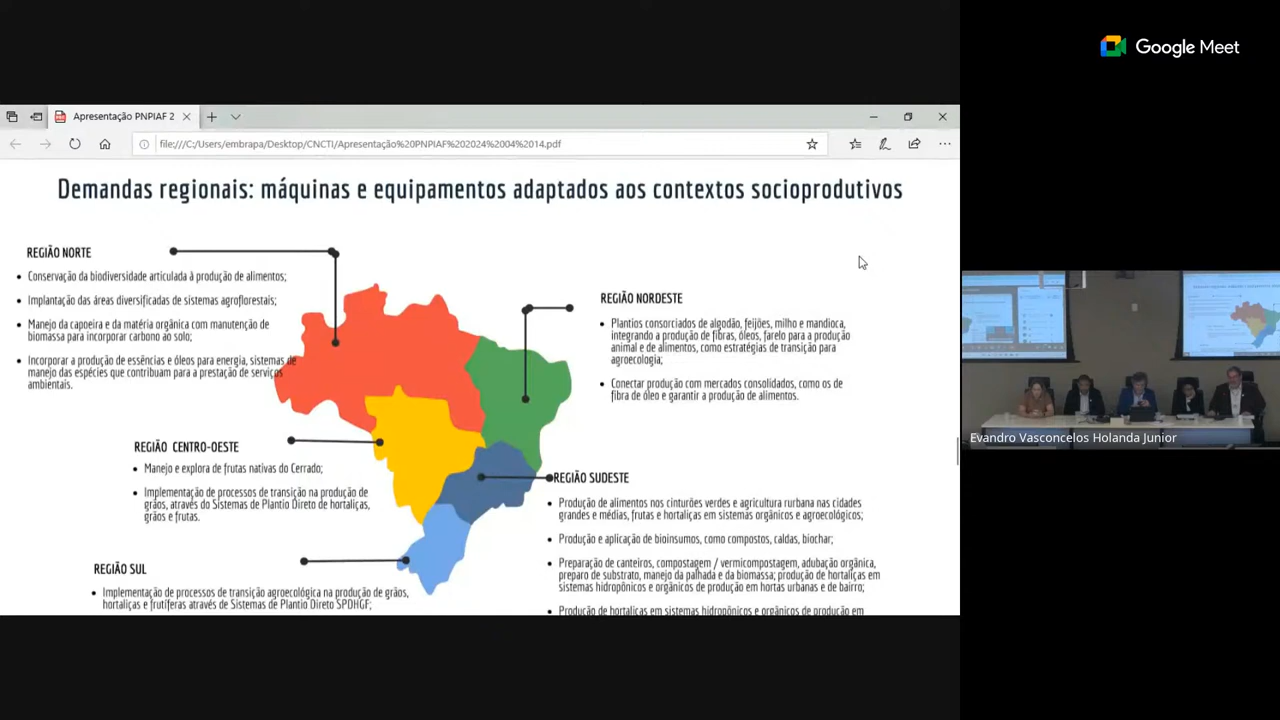 Google Meet
Apresentação PNPIAF 2
file:///C:/Users/embrapa/Desktop/CNCTI/Apresentação%20PNPIAF%202024%2004%2014.pdf
Demandas regionais: máquinas e equipamentos adaptados aos contextos socioprodutivos
REGIÃO NORTE
Conservação da biodiversidade articulada à produção de alimentos;
Implantação das áreas diversificadas de sistemas agroflorestais;
Manejo da capoeira e da matéria orgânica com manutenção de
biomassa para incorporar carbono ao solo;
Incorporar a produção de essências e óleos para energia, sistemas de
manejo das espécies que contribuam para a prestação de serviços
ambientais.
REGIÃO NORDESTE
Plantios consorciados de algodão, feijões, milho e mandioca,
integrando a produção de fibras, óleos, farelo para a produção
animal e de alimentos, como estratégias de transição para
agroecologia;
Conectar produção com mercados consolidados, como os de
fibra de óleo e garantir a produção de alimentos.
REGIÃO CENTRO-OESTE
Manejo e explora de frutas nativas do Cerrado;
Implementação de processos de transição na produção de
grãos, através do Sistemas de Plantio Direto de hortaliças,
grãos e frutas.
REGIÃO SUDESTE
Produção de alimentos nos cinturões verdes e agricultura rurbana nas cidades
grandes e médias, frutas e hortaliças em sistemas orgânicos e agroecológicos;
Produção e aplicação de bioinsumos, como compostos, caldas, biochar;
Preparação de canteiros, compostagem / vermicompostagem, adubação orgânica,
preparo de substrato, manejo da palhada e da biomassa; produção de hortaliças em
sistemas hidropônicos e orgânicos de produção em hortas urbanas e de bairro;
Produção de hortaliças em sistemas hidropônicos e orgânicos de produção em
REGIÃO SUL
Implementação de processos de transição agroecológica na produção de grãos,
hortaliças e frutíferas através de Sistemas de Plantio Direto SPDHGF;
Evandro Vasconcelos Holanda Junior